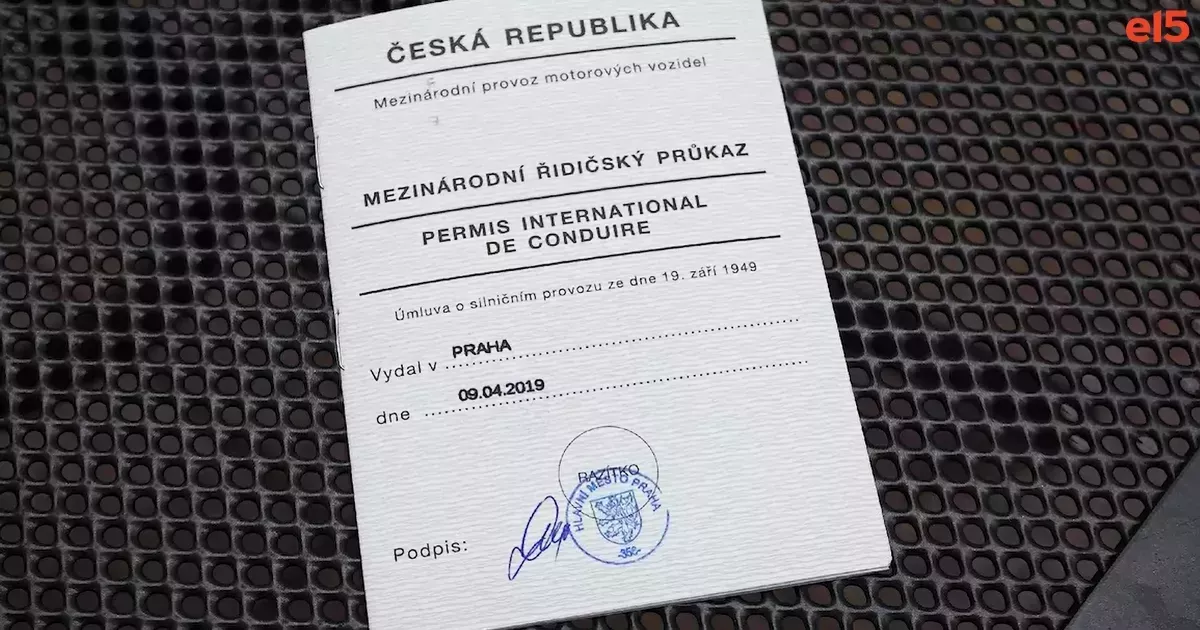 el5
ČESKÁ REPUBLIKA
Mezinárodní provoz motorových vozidel
MEZINÁRODNÍ ŘIDIČSKÝ PRŮKAZ
PERMIS INTERNATIONAL
DE CONDUIRE
Úmluva o silničním provozu ze dne 19. září 1949
Vydal v PRAHA
dne 09.04.2019
RAZÍTKO
HLAVNÍ MĚSTO PRAHA
-358-
Podpis: